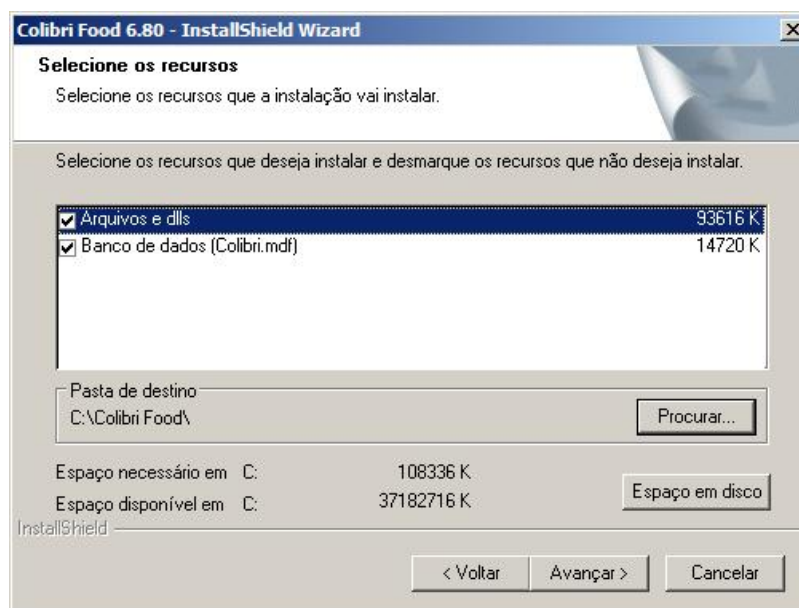 Colibri Food 6.80 - InstallShield Wizard
Selecione os recursos
Selecione os recursos que a instalação vai instalar.
Selecione os recursos que deseja instalar e desmarque os recursos que não deseja instalar.
Arquivos e dlls 93616 K
Banco de dados (Colibri.mdf) 14720 K
Pasta de destino
C:\Colibri Food\
Procurar...
Espaço necessário em C: 108336 K
Espaço disponível em C: 37182716 K
Espaço em disco
InstallShield
< Voltar Avançar > Cancelar